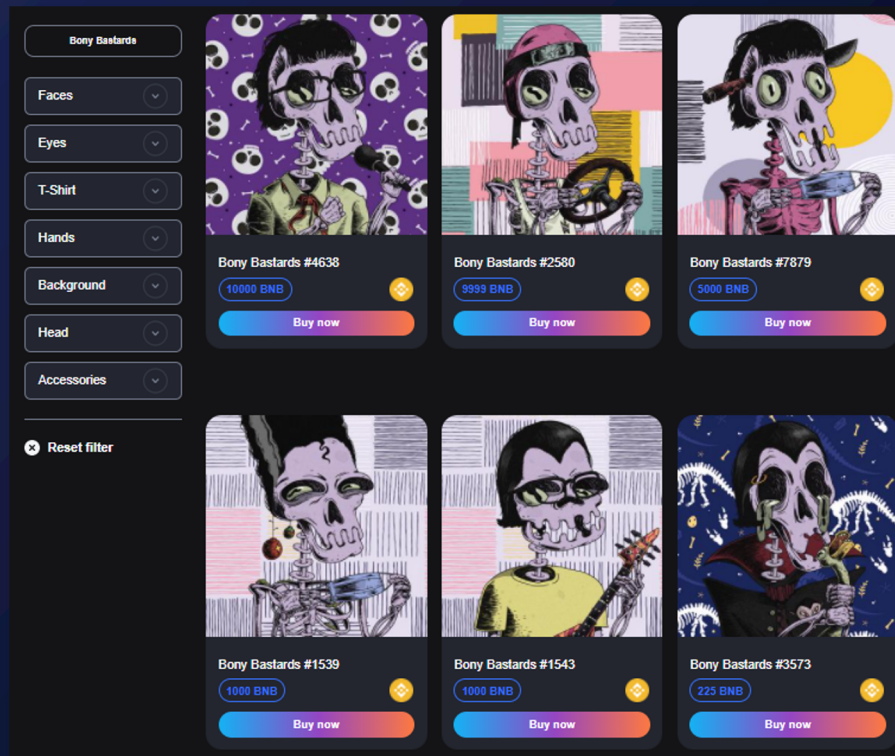 Bony Bastards
Faces
Eyes
T-Shirt
Hands
Background
Head
Accessories
Reset filter
Bony Bastards #4638
10000 BNB
Buy now
Bony Bastards #2580
9999 BNB
Buy now
Bony Bastards #7879
5000 BNB
Buy now
Bony Bastards #1539
1000 BNB
Buy now
Bony Bastards #1543
1000 BNB
Buy now
Bony Bastards #3573
225 BNB
Buy now